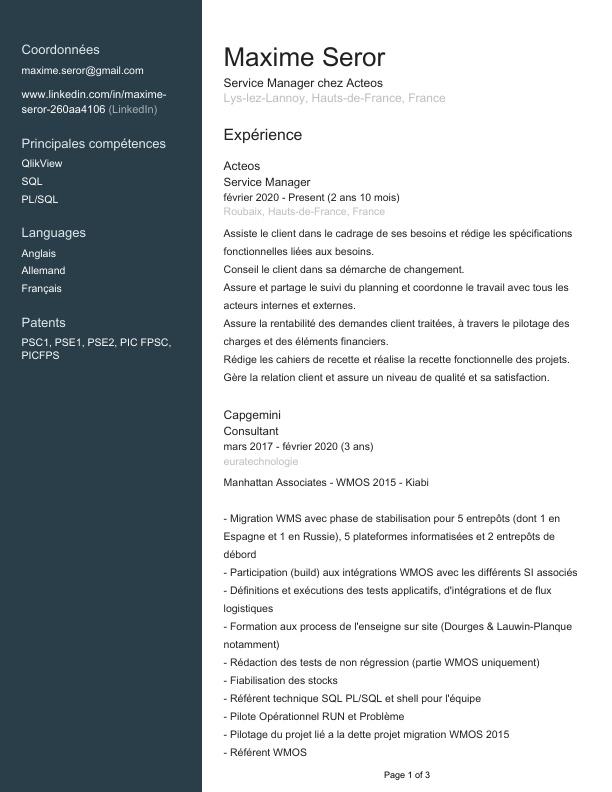 Coordonnées
maxime.seror@gmail.com
www.linkedin.com/in/maxime-
seror-260aa4106 (LinkedIn)
Principales compétences
QlikView
SQL
PL/SQL
Languages
Anglais
Allemand
Français
Patents
PSC1, PSE1, PSE2, PIC FPSC,
PICFPS
Maxime Seror
Service Manager chez Acteos
Lys-lez-Lannoy, Hauts-de-France, France
Expérience
Acteos
Service Manager
février 2020 - Present (2 ans 10 mois)
Roubaix, Hauts-de-France, France
Assiste le client dans le cadrage de ses besoins et rédige les spécifications
fonctionnelles liées aux besoins.
Conseil le client dans sa démarche de changement.
Assure et partage le suivi du planning et coordonne le travail avec tous les
acteurs internes et externes.
Assure la rentabilité des demandes client traitées, à travers le pilotage des
charges et des éléments financiers.
Rédige les cahiers de recette et réalise la recette fonctionnelle des projets.
Gère la relation client et assure un niveau de qualité et sa satisfaction.
Capgemini
Consultant
mars 2017 - février 2020 (3 ans)
euratechnologie
Manhattan Associates - WMOS 2015 - Kiabi
- Migration WMS avec phase de stabilisation pour 5 entrepôts (dont 1 en
Espagne et 1 en Russie), 5 plateformes informatisées et 2 entrepôts de
débord
- Participation (build) aux intégrations WMOS avec les différents SI associés
- Définitions et exécutions des tests applicatifs, d'intégrations et de flux
logistiques
- Formation aux process de l'enseigne sur site (Dourges & Lauwin-Planque
notamment)
- Rédaction des tests de non régression (partie WMOS uniquement)
- Fiabilisation des stocks
- Référent technique SQL PL/SQL et shell pour l'équipe
- Pilote Opérationnel RUN et Problème
- Pilotage du projet lié a la dette projet migration WMOS 2015
- Référent WMOS
Page 1 of 3